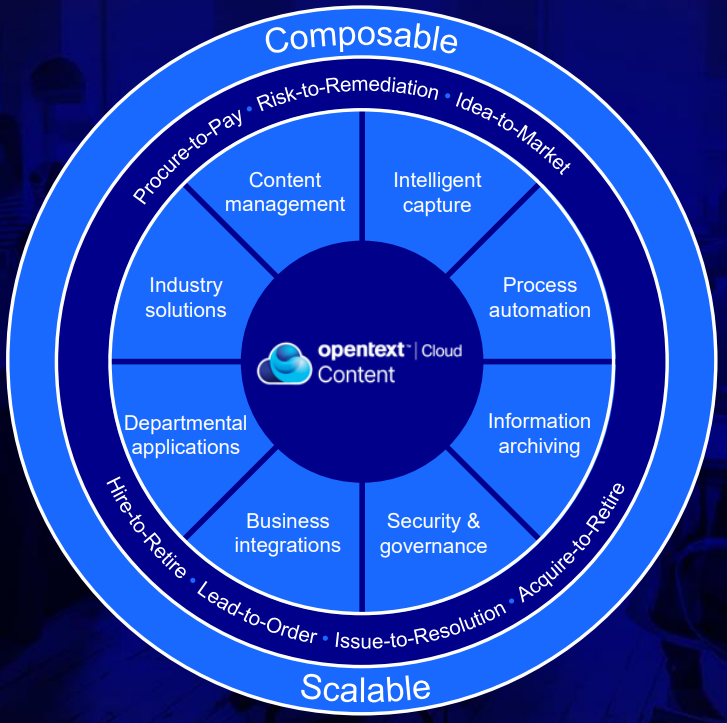 Composable
Procure-to-Pay • Risk-to-Remediation • Idea-to-Market
Content
management
Intelligent
capture
Industry
solutions
Process
automation
opentext™ | Cloud
Content
Departmental
applications
Information
archiving
Business
integrations
Security &
governance
Hire-to-Retire • Lead-to-Order • Issue-to-Resolution • Acquire-to-Retire
Scalable